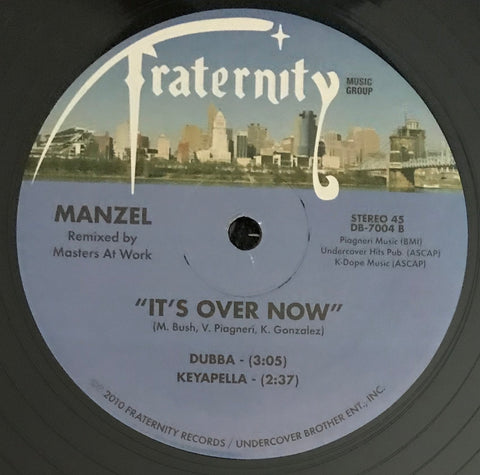 Fraternity
MUSIC
GROUP
MANZEL
Remixed by
Masters At Work
STEREO 45
DB-7004 B
Piagneri Music (BMI)
Undercover Hits Pub. (ASCAP)
K-Dope Music (ASCAP)
"IT'S OVER NOW"
(M. Bush, V. Piagneri, K. Gonzalez)
DUBBA - (3:05)
KEYAPELLA - (2:37)
℗© 2010 FRATERNITY RECORDS / UNDERCOVER BROTHER ENT., INC.